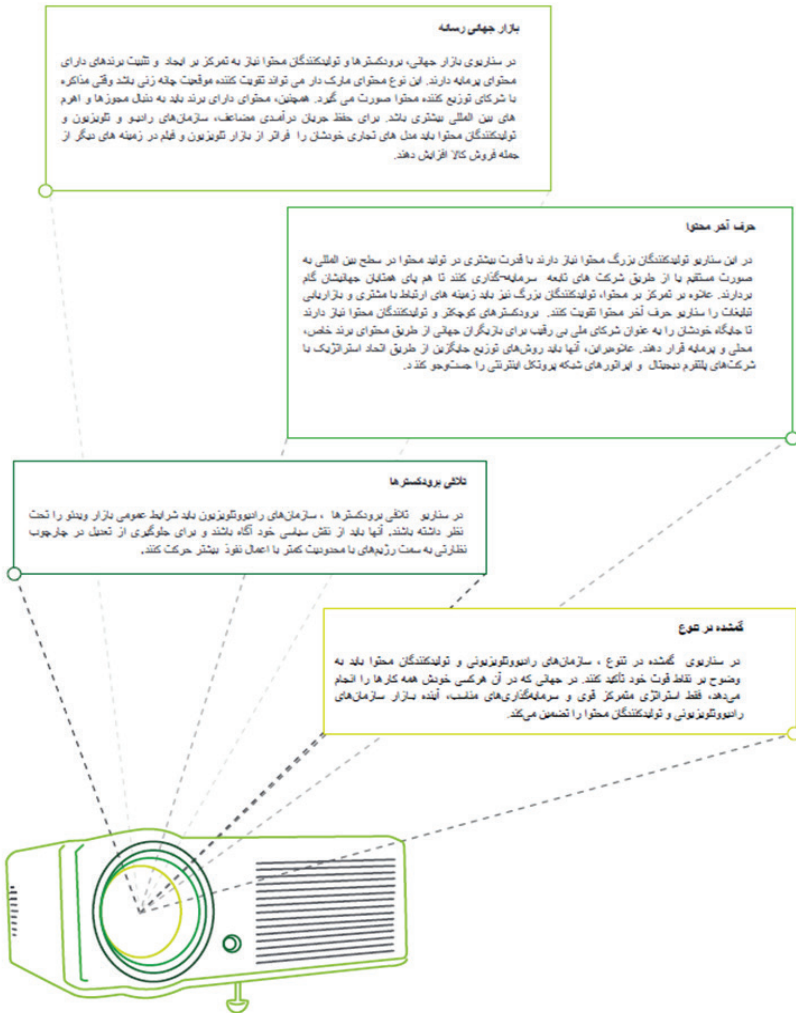 بازار جهانی رسانه
در سناریوی بازار جهانی، برودکسترها و تولیدکنندگان محتوا نیاز به تمرکز بر ایجاد و تثبیت برندهای دارای
محتوای پرمایه دارند. این نوع محتوای مارک دار می تواند تقویت کننده موقعیت چانه زنی باشد وقتی مذاکره
با شرکای توزیع کننده محتوا صورت می گیرد. همچنین، محتوای دارای برند باید به دنبال مجوزها و اهرم
های بین المللی بیشتری باشد. برای حفظ جریان درآمدی مضاعف، سازمان‌های رادیو و تلویزیون و
تولیدکنندگان محتوا باید مدل های تجاری خودشان را فراتر از بازار تلویزیون و فیلم در زمینه های دیگر از
جمله فروش کالا افزایش دهند.
حرف آخر محتوا
در این سناریو تولیدکنندگان بزرگ محتوا نیاز دارند با قدرت بیشتری در تولید محتوا در سطح بین المللی به
صورت مستقیم یا از طریق شرکت های تابعه سرمایه-گذاری کنند تا هم پای همتایان جهانیشان گام
بردارند. علاوه بر تمرکز بر محتوا، تولیدکنندگان بزرگ نیز باید زمینه های ارتباط با مشتری و بازاریابی
تبلیغات را سناریو حرف آخر محتوا تقویت کنند. برودکسترهای کوچکتر و تولیدکنندگان محتوا نیاز دارند
تا جایگاه خودشان را به عنوان شرکای ملی بی رقیب برای بازیگران جهانی از طریق محتوای برند خاص،
محلی و پرمایه قرار دهند. علاوه‌براین، آنها باید روش‌های توزیع جایگزین از طریق اتحاد استراتژیک با
شرکت‌های پلتفرم دیجیتال و اپراتورهای شبکه پروتکل اینترنتی را جست‌وجو کنند.
تلافی برودکسترها
در سناریو تلافی برودکسترها ، سازمان‌های رادیووتلویزیون باید شرایط عمومی بازار ویدئو را تحت
نظر داشته باشند. آنها باید از نقش سیاسی خود آگاه باشند و برای جلوگیری از تعدیل در چارچوب
نظارتی به سمت رژیم‌های با محدودیت کمتر با اعمال نفوذ بیشتر حرکت کنند.
گمشده در تنوع
در سناریوی گمشده در تنوع ، سازمان‌های رادیووتلویزیونی و تولیدکنندگان محتوا باید به
وضوح بر نقاط قوت خود تأکید کنند. در جهانی که در آن هرکسی خودش همه کارها را انجام
می‌دهد، فقط استراتژی متمرکز قوی و سرمایه‌گذاری‌های مناسب، آینده بازار سازمان‌های
رادیووتلویزیونی و تولیدکنندگان محتوا را تضمین می‌کند.